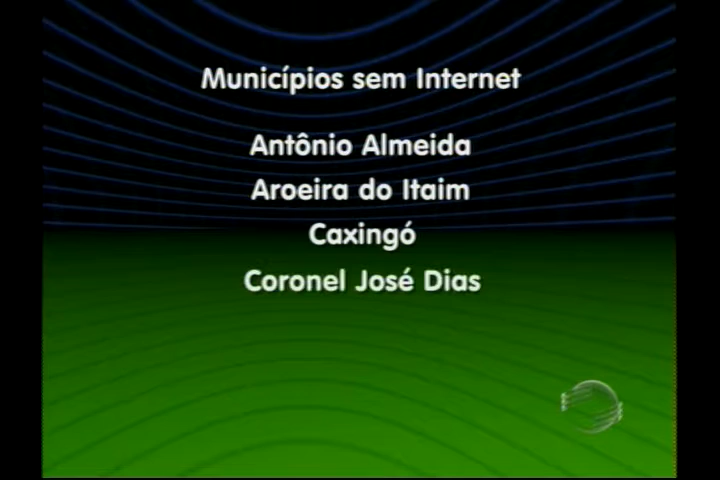 Municípios sem Internet
Antônio Almeida
Aroeira do Itaim
Caxingó
Coronel José Dias